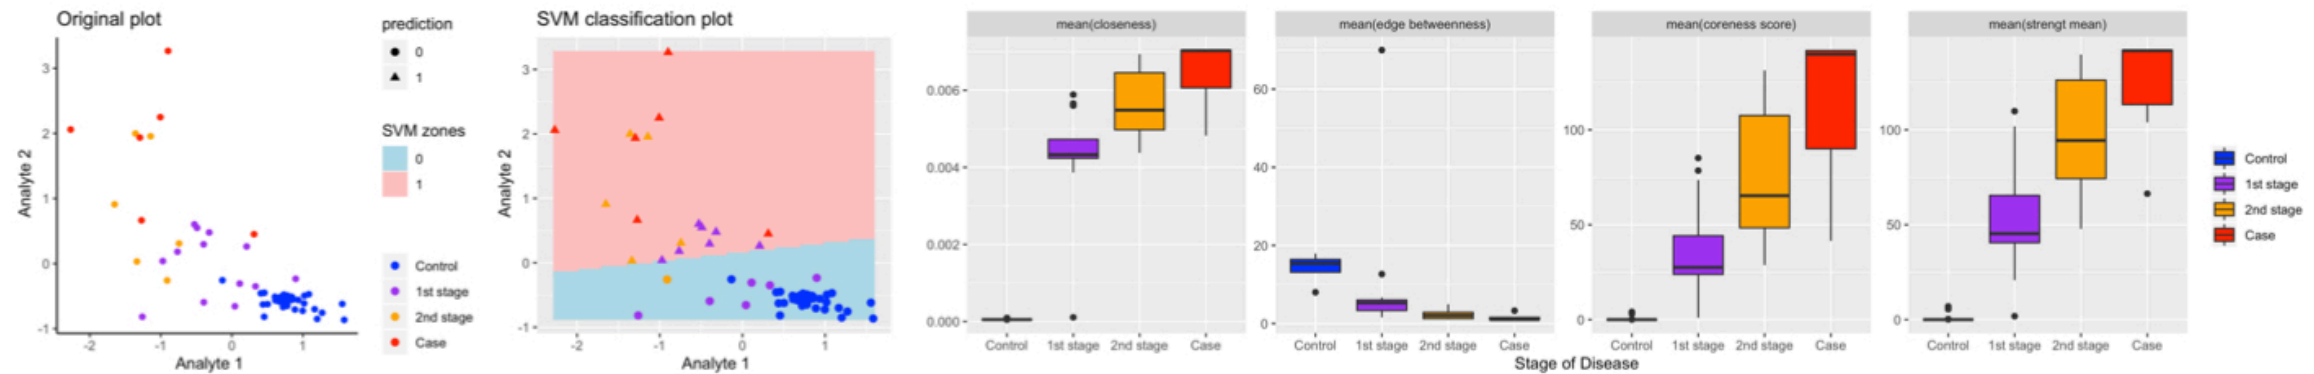 Original plot
3
2
1
0
-1
-2
-1
0
1
Analyte 1
Analyte 2
prediction
0
1
SVM zones
0
1
Control
1st stage
2nd stage
Case
SVM classification plot
3
2
1
0
-1
-2
-1
0
1
Analyte 1
Analyte 2
mean(closeness)
0.006
0.004
0.002
0.000
Control 1st stage 2nd stage Case
mean(edge betweenness)
60
40
20
0
Control 1st stage 2nd stage Case
mean(coreness score)
100
50
0
Control 1st stage 2nd stage Case
mean(strengt mean)
100
50
0
Control 1st stage 2nd stage Case
Stage of Disease
Control
1st stage
2nd stage
Case